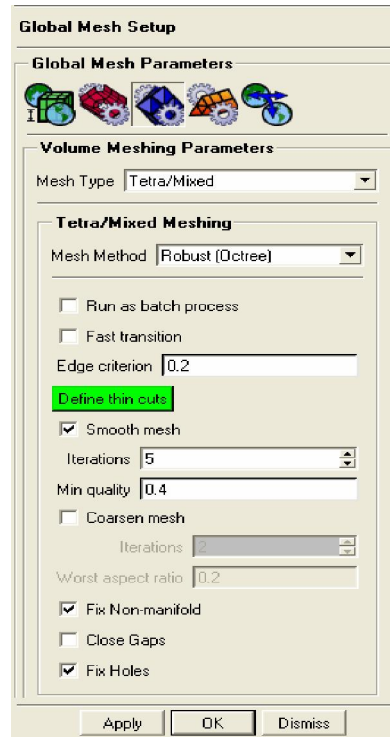 Global Mesh Setup
Global Mesh Parameters
Volume Meshing Parameters
Mesh Type Tetra/Mixed
Tetra/Mixed Meshing
Mesh Method Robust (Octree)
Run as batch process
Fast transition
Edge criterion 0.2
Define thin cuts
Smooth mesh
Iterations 5
Min quality 0.4
Coarsen mesh
Iterations 2
Worst aspect ratio 0.2
Fix Non-manifold
Close Gaps
Fix Holes
Apply OK Dismiss